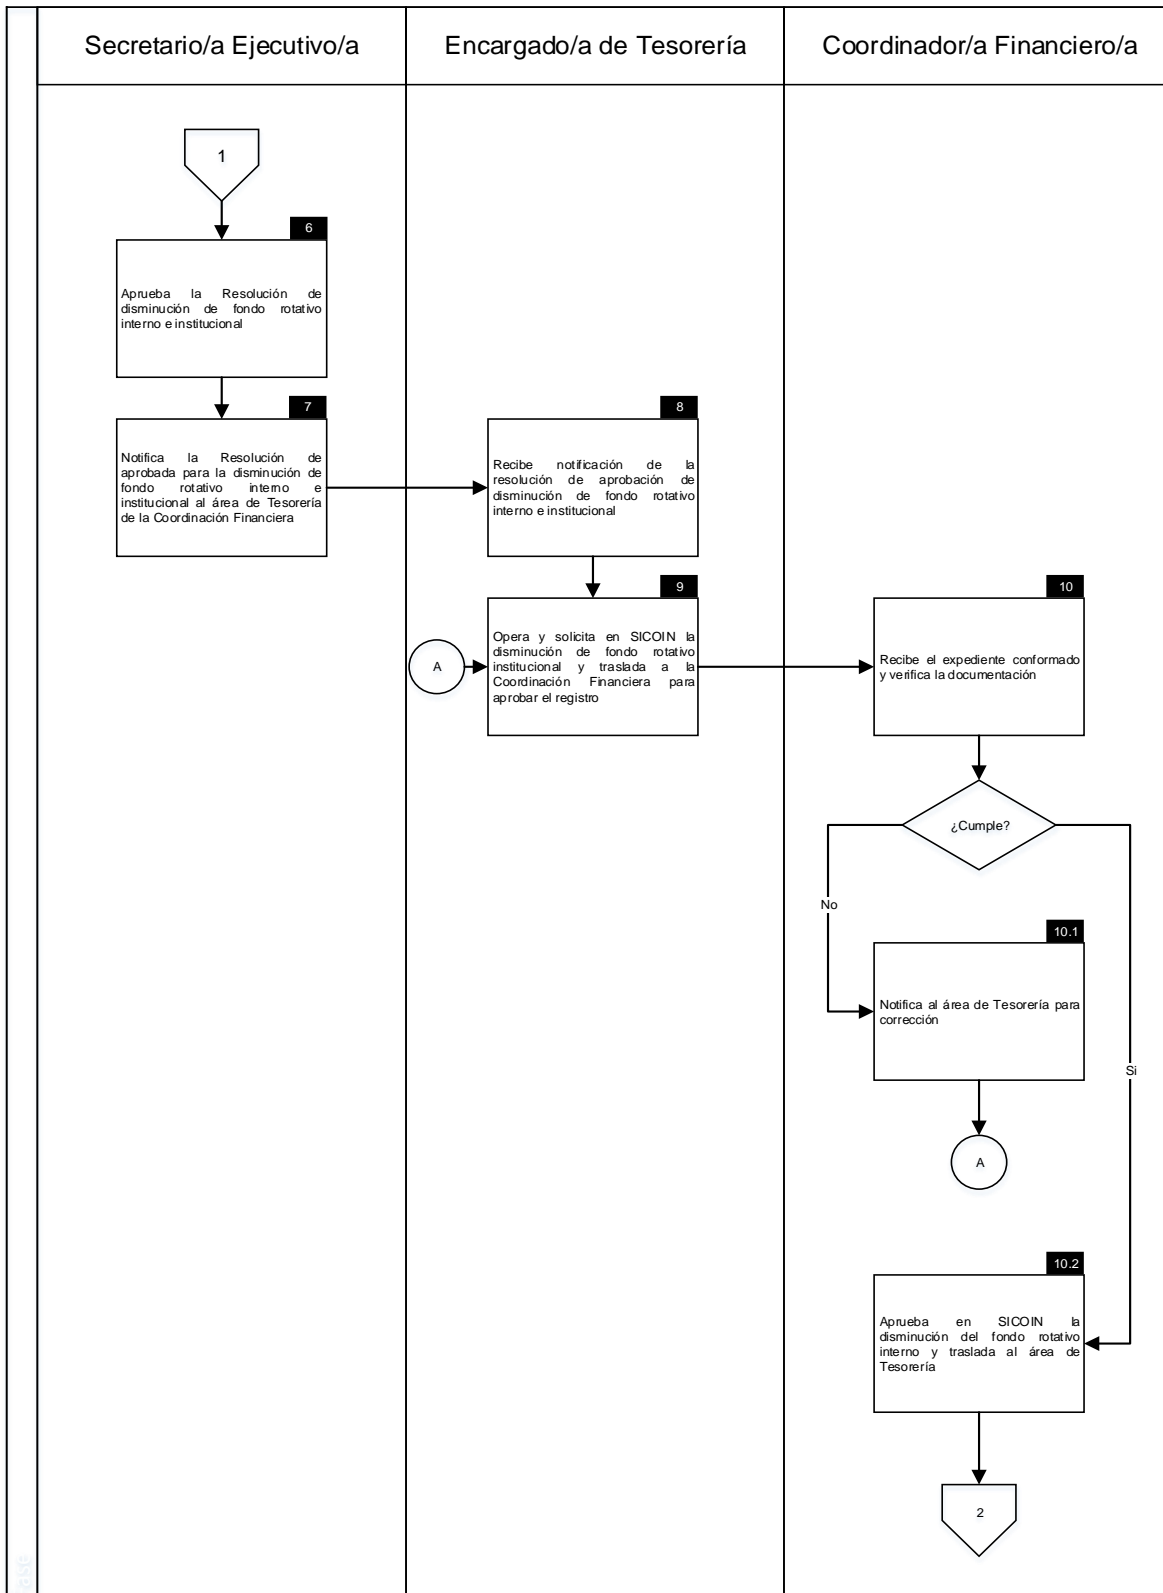 Secretario/a Ejecutivo/a
Encargado/a de Tesorería
Coordinador/a Financiero/a
1
6
Aprueba la Resolución de
disminución de fondo rotativo
interno e institucional
7
Notifica la Resolución de
aprobada para la disminución de
fondo rotativo interno e
institucional al área de Tesorería
de la Coordinación Financiera
8
Recibe notificación de la
resolución de aprobación de
disminución de fondo rotativo
interno e institucional
9
A
Opera y solicita en SICOIN la
disminución de fondo rotativo
institucional y traslada a la
Coordinación Financiera para
aprobar el registro
10
Recibe el expediente conformado
y verifica la documentación
¿Cumple?
No
10.1
Notifica al área de Tesorería para
corrección
Si
A
10.2
Aprueba en SICOIN la
disminución del fondo rotativo
interno y traslada al área de
Tesorería
2